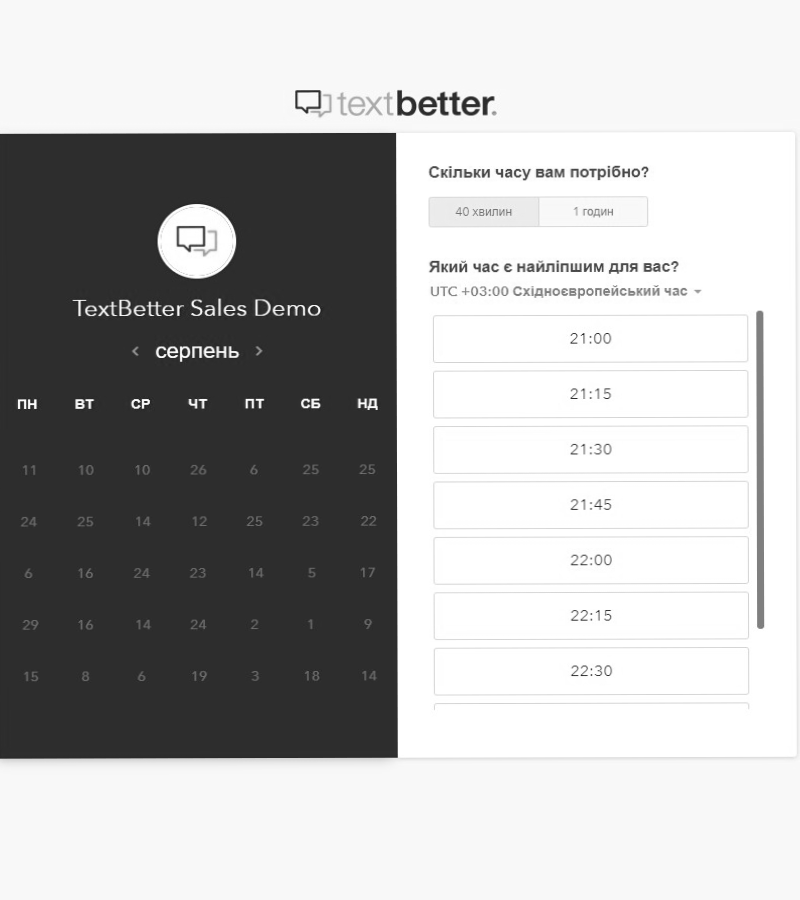 textbetter.
TextBetter Sales Demo
серпень
ПН ВТ СР ЧТ ПТ СБ НД
11 10 10 26 6 25 25
24 25 14 12 25 23 22
6 16 24 23 14 5 17
29 16 14 24 2 1 9
15 8 6 19 3 18 14
Скільки часу вам потрібно?
40 хвилин 1 годин
Який час є найліпшим для вас?
UTC +03:00 Східноєвропейський час
21:00
21:15
21:30
21:45
22:00
22:15
22:30